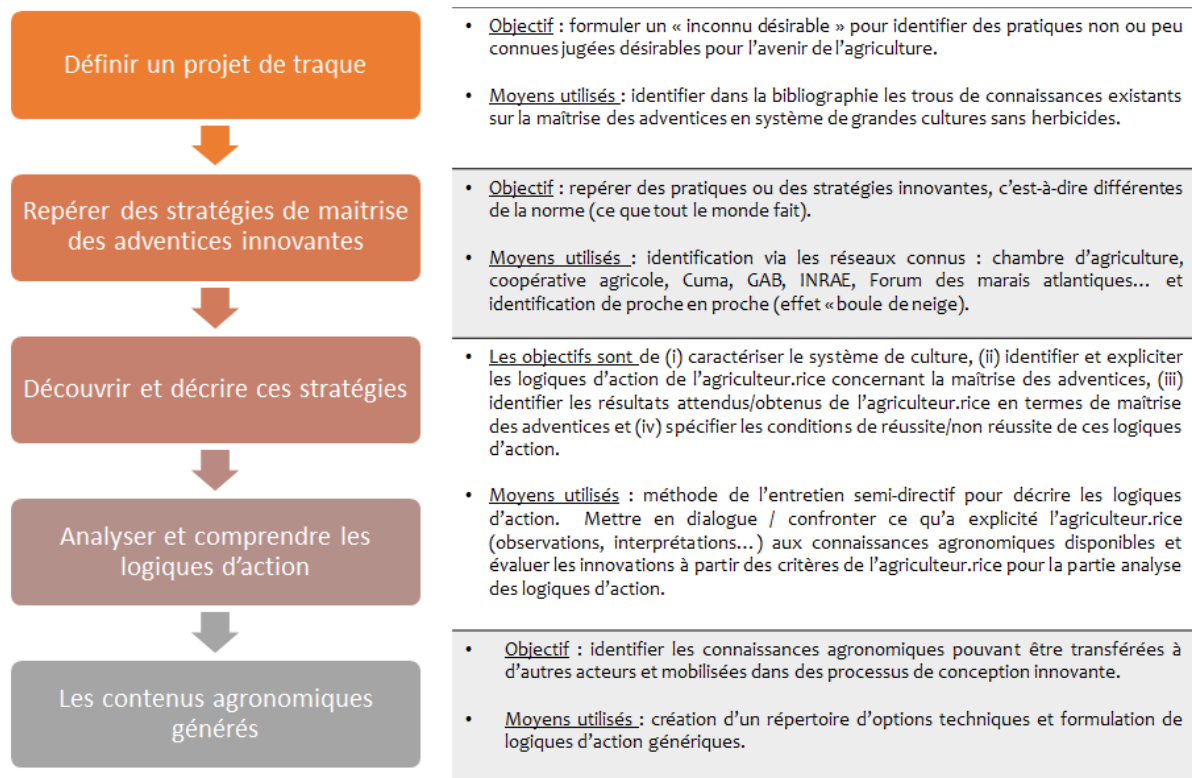 Définir un projet de traque
• Objectif : formuler un « inconnu désirable » pour identifier des pratiques non ou peu
connues jugées désirables pour l’avenir de l’agriculture.
• Moyens utilisés : identifier dans la bibliographie les trous de connaissances existants
sur la maîtrise des adventices en système de grandes cultures sans herbicides.
Repérer des stratégies de maitrise
des adventices innovantes
• Objectif : repérer des pratiques ou des stratégies innovantes, c’est-à-dire différentes
de la norme (ce que tout le monde fait).
• Moyens utilisés : identification via les réseaux connus : chambre d’agriculture,
coopérative agricole, Cuma, GAB, INRAE, Forum des marais atlantiques… et
identification de proche en proche (effet « boule de neige).
Découvrir et décrire ces stratégies
• Les objectifs sont de (i) caractériser le système de culture, (ii) identifier et expliciter
les logiques d’action de l’agriculteur.rice concernant la maîtrise des adventices, (iii)
identifier les résultats attendus/obtenus de l’agriculteur.rice en termes de maîtrise
des adventices et (iv) spécifier les conditions de réussite/non réussite de ces logiques
d’action.
Analyser et comprendre les
logiques d’action
• Moyens utilisés : méthode de l’entretien semi-directif pour décrire les logiques
d’action. Mettre en dialogue / confronter ce qu’a explicité l’agriculteur.rice
(observations, interprétations…) aux connaissances agronomiques disponibles et
évaluer les innovations à partir des critères de l’agriculteur.rice pour la partie analyse
des logiques d’action.
Les contenus agronomiques
générés
• Objectif : identifier les connaissances agronomiques pouvant être transférées à
d’autres acteurs et mobilisées dans des processus de conception innovante.
• Moyens utilisés : création d’un répertoire d’options techniques et formulation de
logiques d’action génériques.